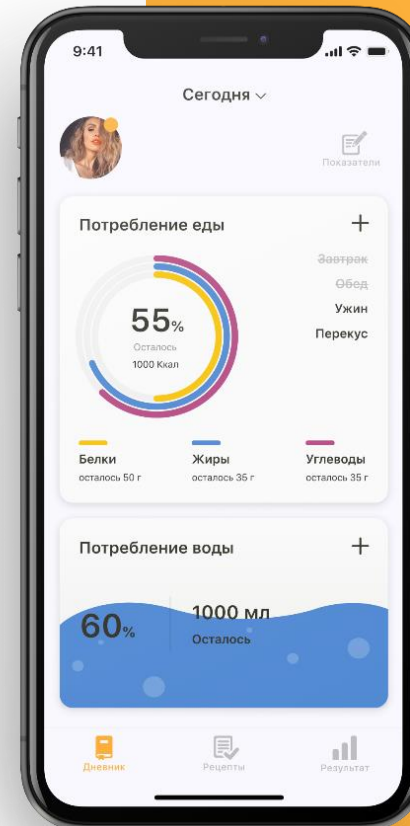 9:41
Сегодня
Показатели
Потребление еды +
Завтрак
Обед
Ужин
Перекус
55%
Осталось
1000 Ккал
Белки
осталось 50 г
Жиры
осталось 36 г
Углеводы
осталось 35 г
Потребление воды +
60%
1000 мл
Осталось
Дневник
Рецепты
Результат